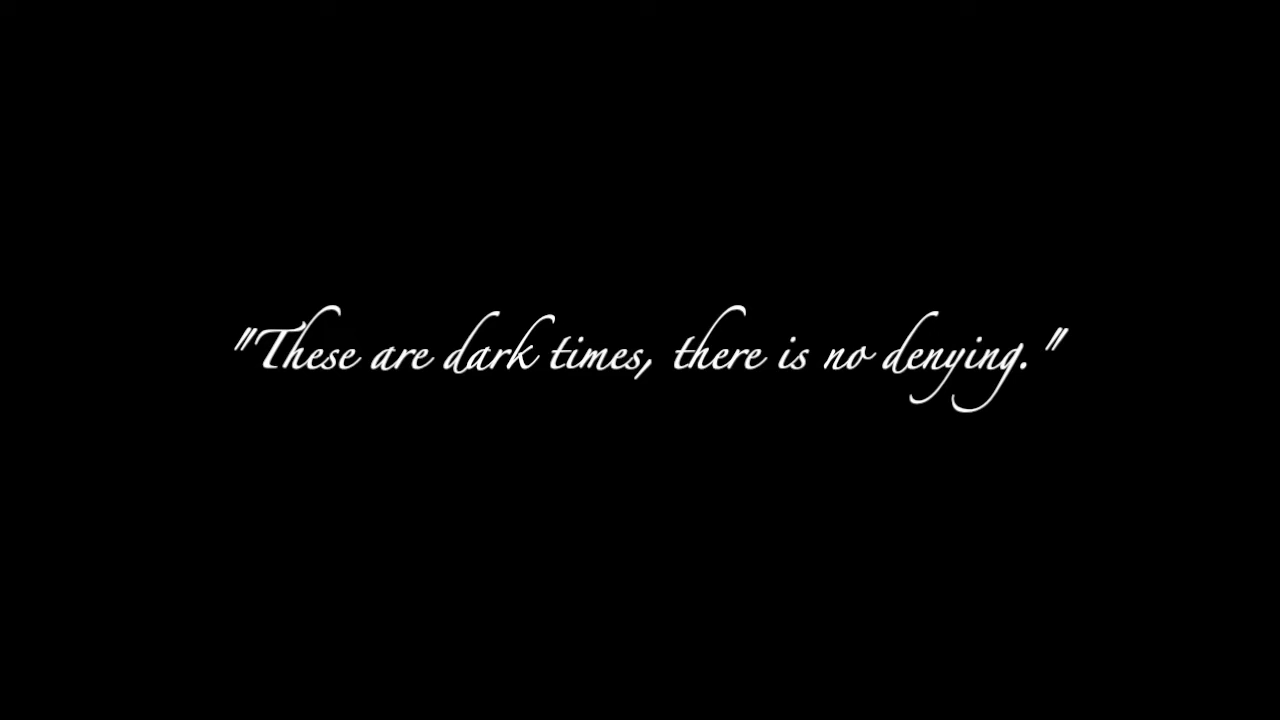 "These are dark times, there is no denying."